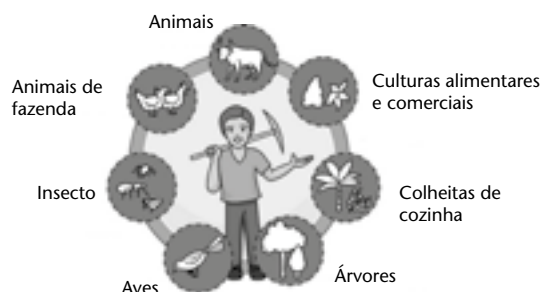 Animais
Animais de
fazenda
Culturas alimentares
e comerciais
Insecto
Colheitas de
cozinha
Aves
Árvores